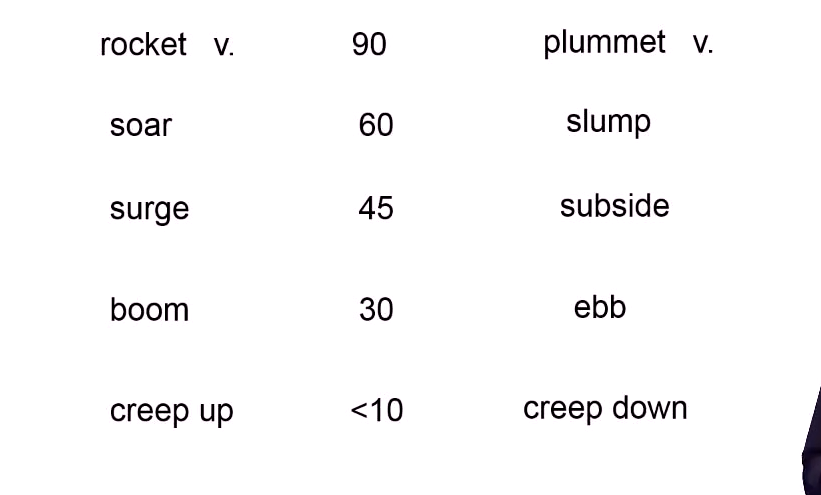 rocket v. 90 plummet v.
soar 60 slump
surge 45 subside
boom 30 ebb
creep up <10 creep down